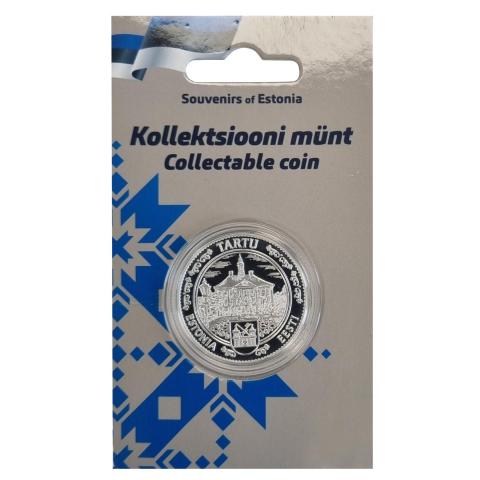 Souvenirs of Estonia
Kollektsiooni münt
Collectable coin
TARTU
ESTONIA
EESTI